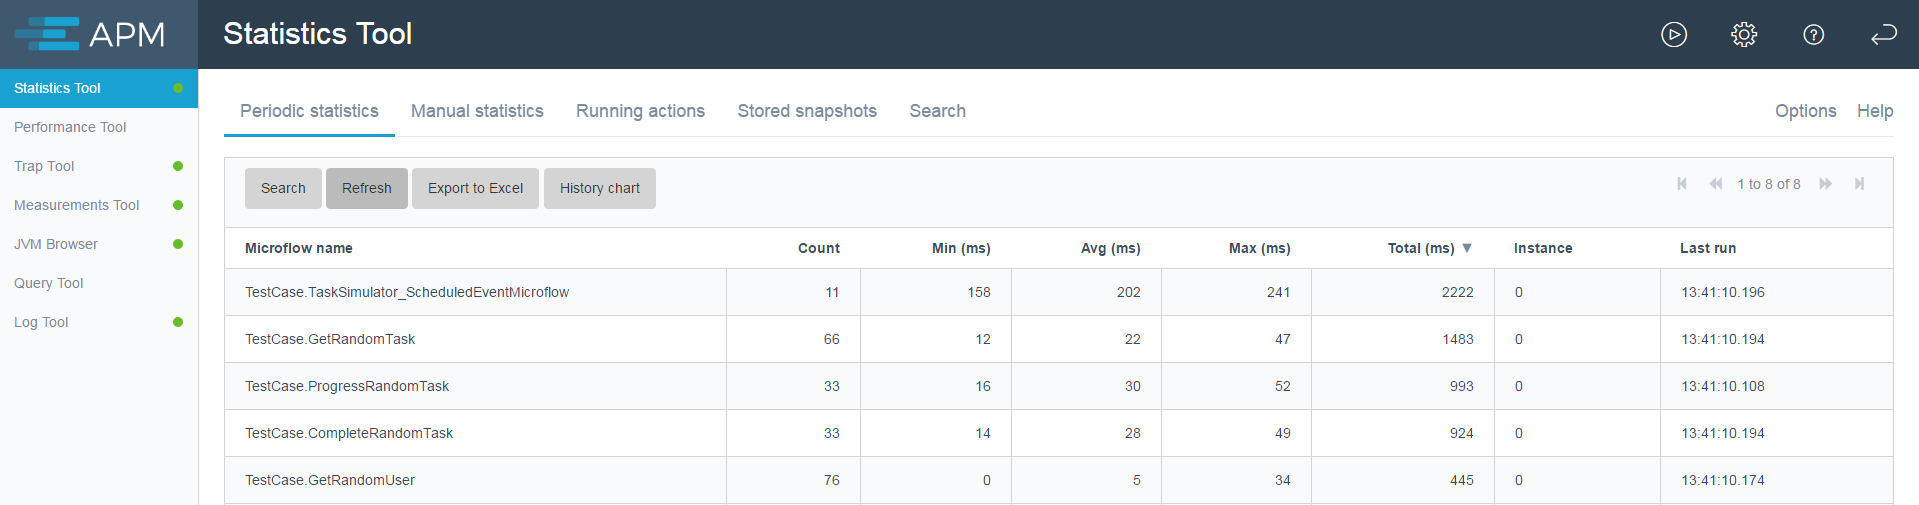 APM
Statistics Tool
Statistics Tool
Performance Tool
Trap Tool
Measurements Tool
JVM Browser
Query Tool
Log Tool
Periodic statistics Manual statistics Running actions Stored snapshots Search Options Help
Search Refresh Export to Excel History chart 1 to 8 of 8
Microflow name Count Min (ms) Avg (ms) Max (ms) Total (ms) ▼ Instance Last run
TestCase.TaskSimulator_ScheduledEventMicroflow 11 158 202 241 2222 0 13:41:10.196
TestCase.GetRandomTask 66 12 22 47 1483 0 13:41:10.194
TestCase.ProgressRandomTask 33 16 30 52 993 0 13:41:10.108
TestCase.CompleteRandomTask 33 14 28 49 924 0 13:41:10.194
TestCase.GetRandomUser 76 0 5 34 445 0 13:41:10.174